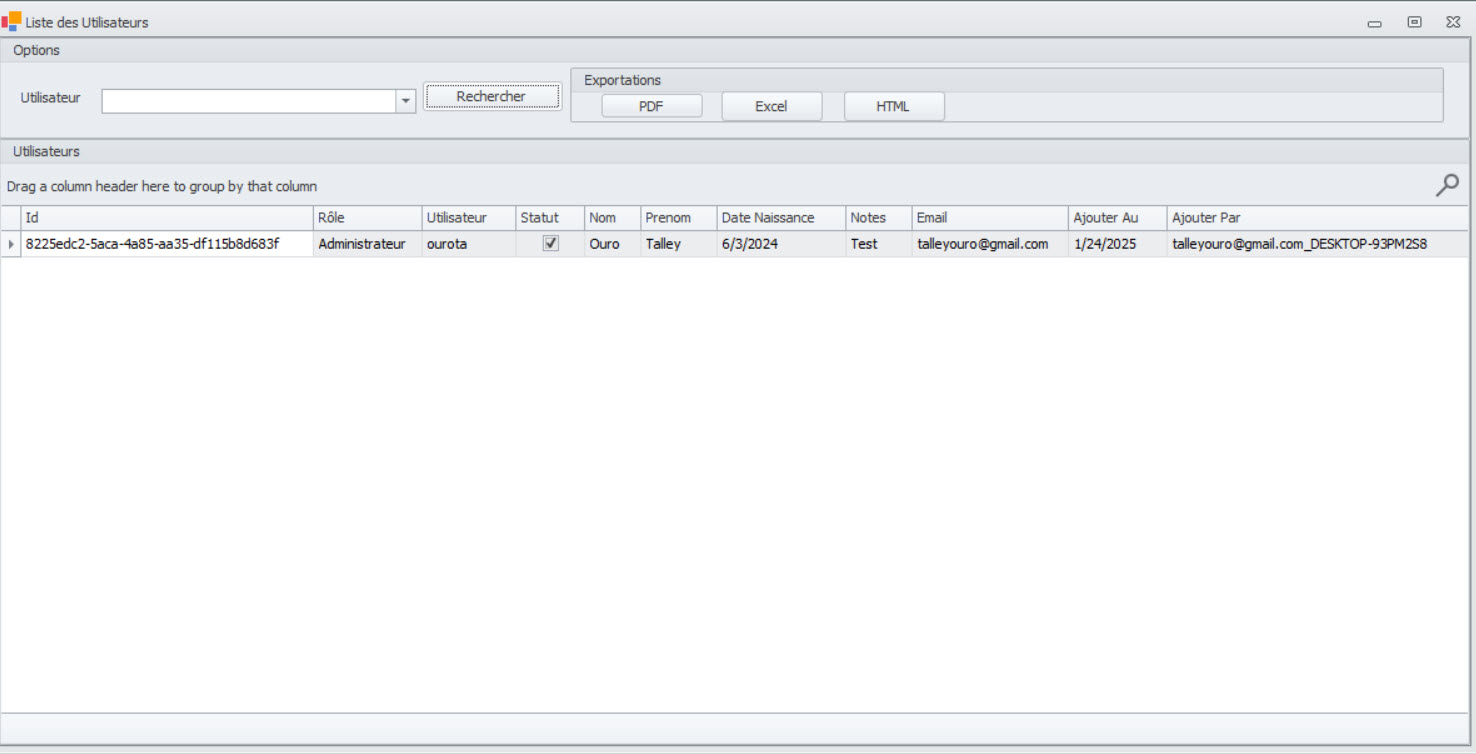 Liste des Utilisateurs
Options
Utilisateur Rechercher
Exportations
PDF Excel HTML
Utilisateurs
Drag a column header here to group by that column
Id Rôle Utilisateur Statut Nom Prenom Date Naissance Notes Email Ajouter Au Ajouter Par
8225edc2-5aca-4a85-aa35-df115b8d683f Administrateur ourota Ouro Talley 6/3/2024 Test talleyouro@gmail.com 1/24/2025 talleyouro@gmail.com_DESKTOP-93PM2S8